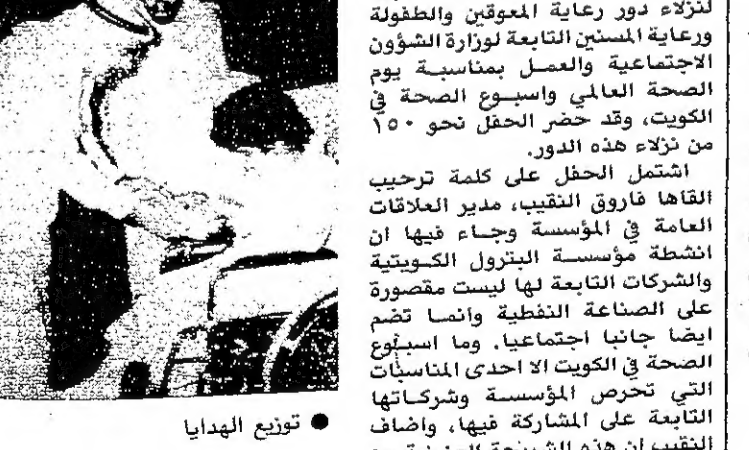 لنزلاء دور رعاية المعوقين والطفولة
ورعاية المسنين التابعة لوزارة الشؤون
الاجتماعية والعمل بمناسبة يوم
الصحة العالمي واسبوع الصحة في
الكويت، وقد حضر الحفل نحو ١٥٠
من نزلاء هذه الدور.
اشتمل الحفل على كلمة ترحيب
القاها فاروق النقيب، مدير العلاقات
العامة في المؤسسة وجاء فيها ان
انشطة مؤسسة البترول الكويتية
والشركات التابعة لها ليست مقصورة
على الصناعة النفطية وانما تضم
ايضا جانبا اجتماعيا. وما اسبوع
الصحة في الكويت الا احدى المناسبات
التي تحرص المؤسسة وشركاتها
التابعة على المشاركة فيها، واضاف
النقيب ان هذه
● توزيع الهدايا